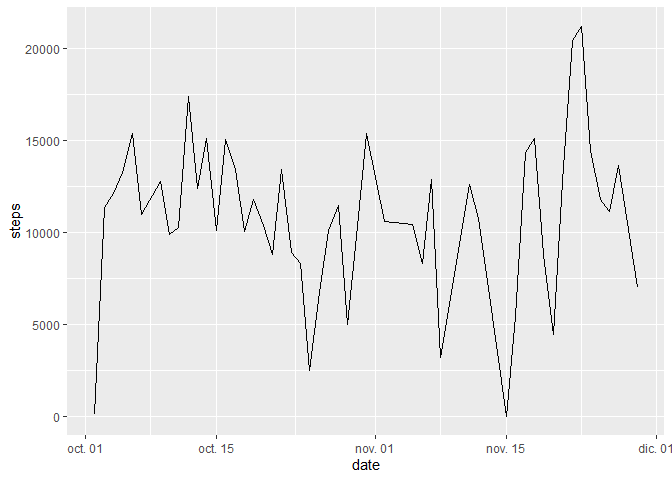 20000
15000
10000
5000
0
steps
oct. 01
oct. 15
nov. 01
nov. 15
dic. 01
date